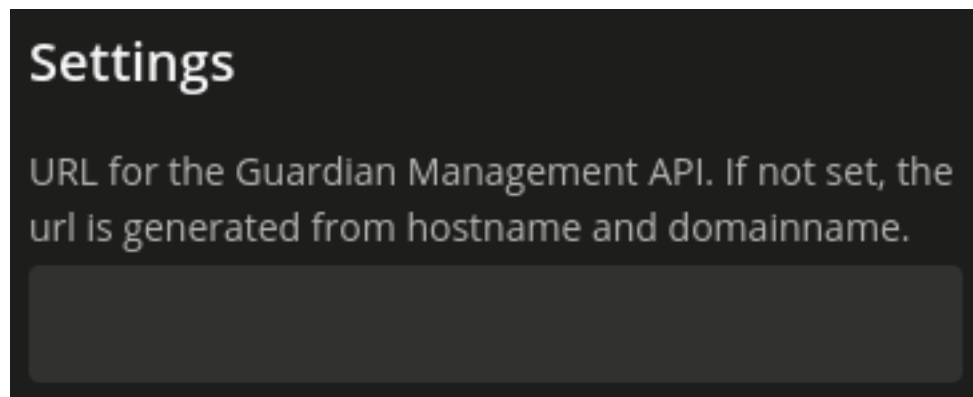 Settings
URL for the Guardian Management API. If not set, the
url is generated from hostname and domainname.